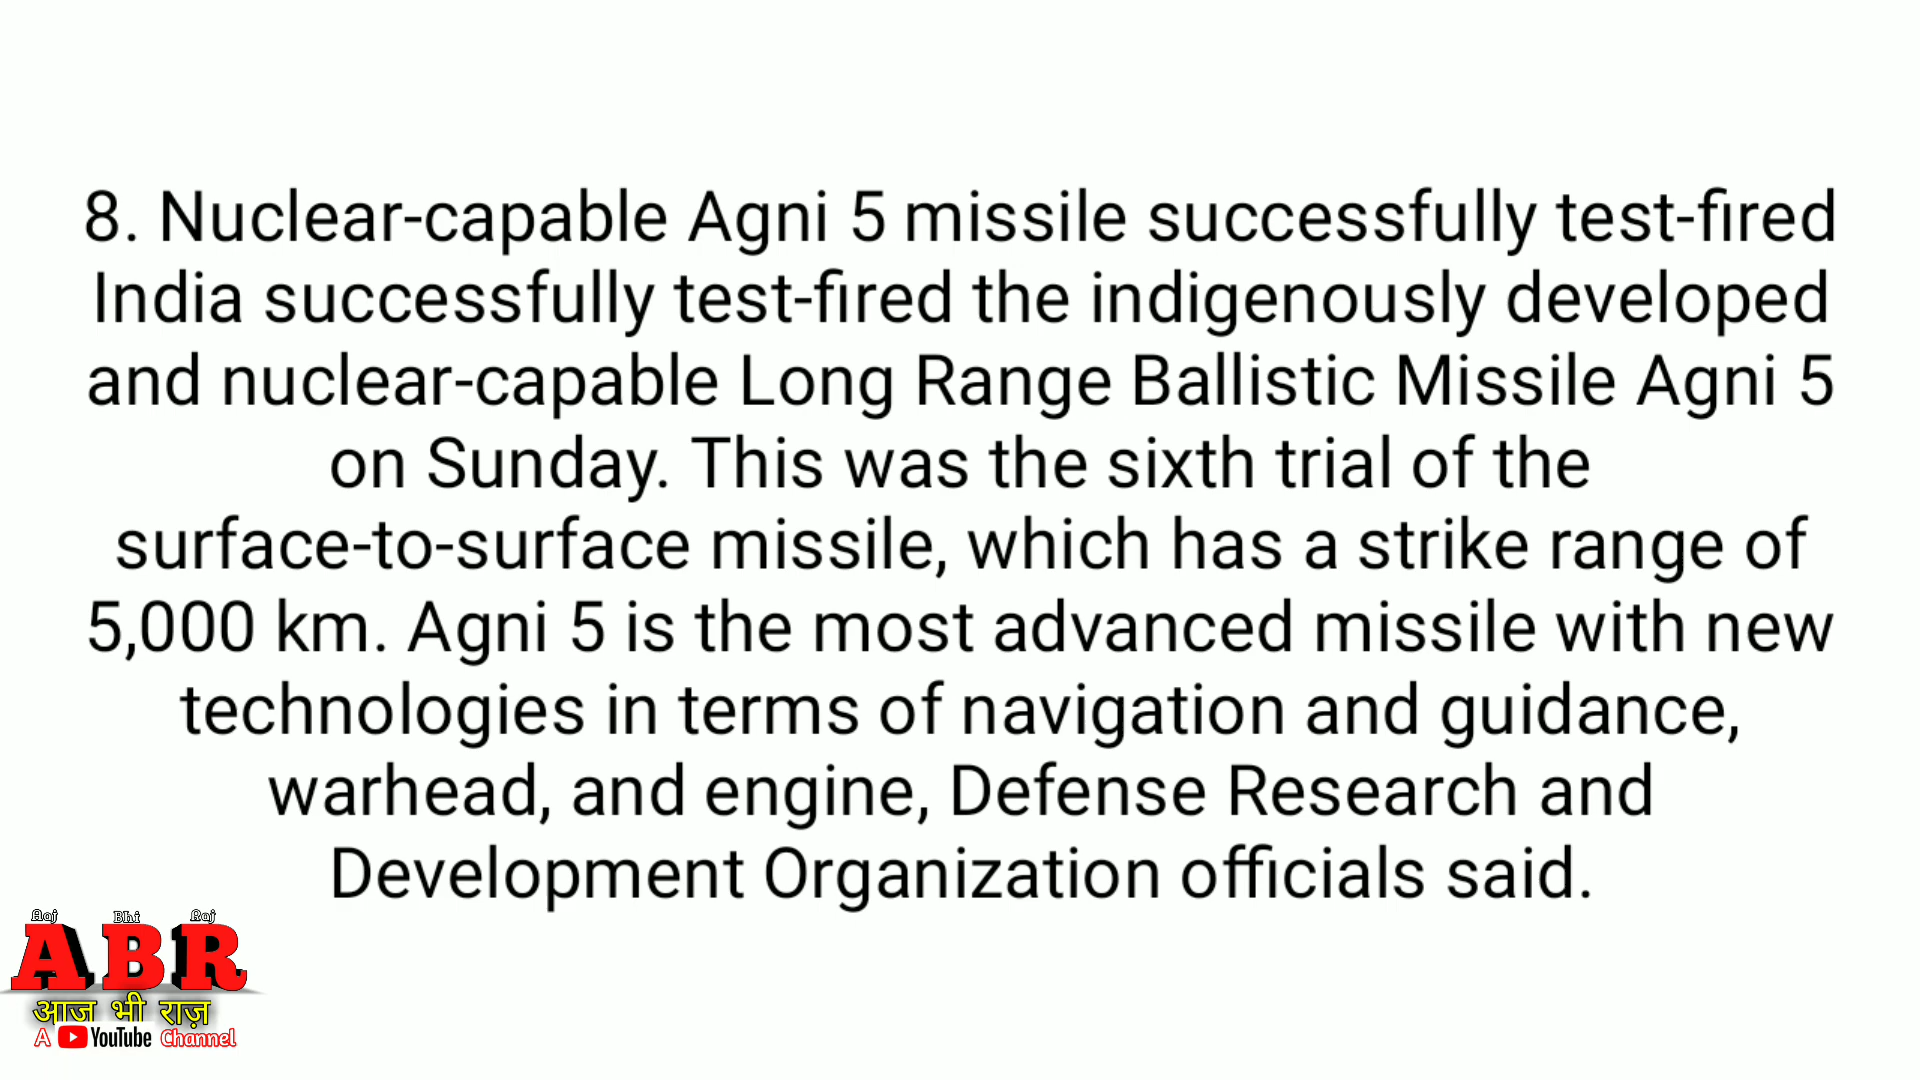 8. Nuclear-capable Agni 5 missile successfully test-fired
India successfully test-fired the indigenously developed
and nuclear-capable Long Range Ballistic Missile Agni 5
on Sunday. This was the sixth trial of the
surface-to-surface missile, which has a strike range of
5,000 km. Agni 5 is the most advanced missile with new
technologies in terms of navigation and guidance,
warhead, and engine, Defense Research and
Development Organization officials said.
Aaj Bhi Raj
ABR
आज भी राज़
A YouTube Channel